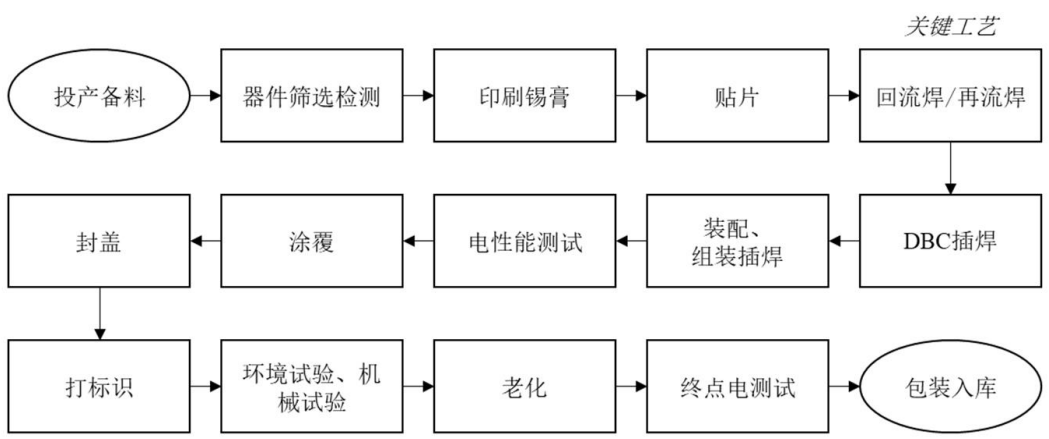 关键工艺
投产备料
器件筛选检测
印刷锡膏
贴片
回流焊/再流焊
DBC插焊
装配、
组装插焊
电性能测试
涂覆
封盖
打标识
环境试验、机
械试验
老化
终点电测试
包装入库